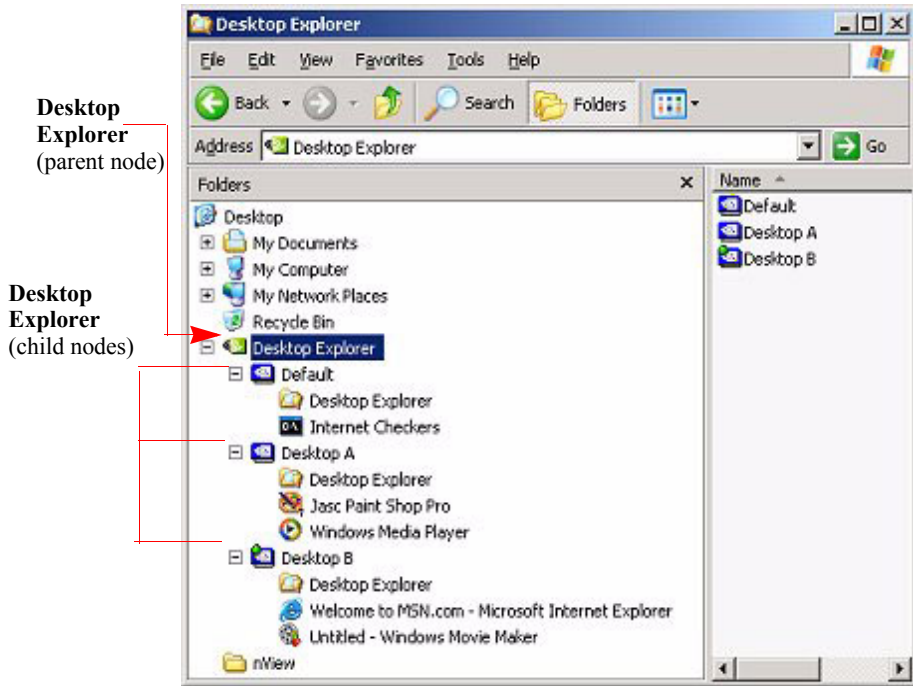 Desktop Explorer
File Edit View Favorites Tools Help
Back Search Folders
Address Desktop Explorer Go
Desktop
Explorer
(parent node)
Folders x
Desktop
My Documents
My Computer
My Network Places
Recycle Bin
Desktop Explorer
Default
Desktop Explorer
Internet Checkers
Desktop A
Desktop Explorer
Jasc Paint Shop Pro
Windows Media Player
Desktop B
Desktop Explorer
Welcome to MSN.com - Microsoft Internet Explorer
Untitled - Windows Movie Maker
nView
Desktop
Explorer
(child nodes)
Name
Default
Desktop A
Desktop B